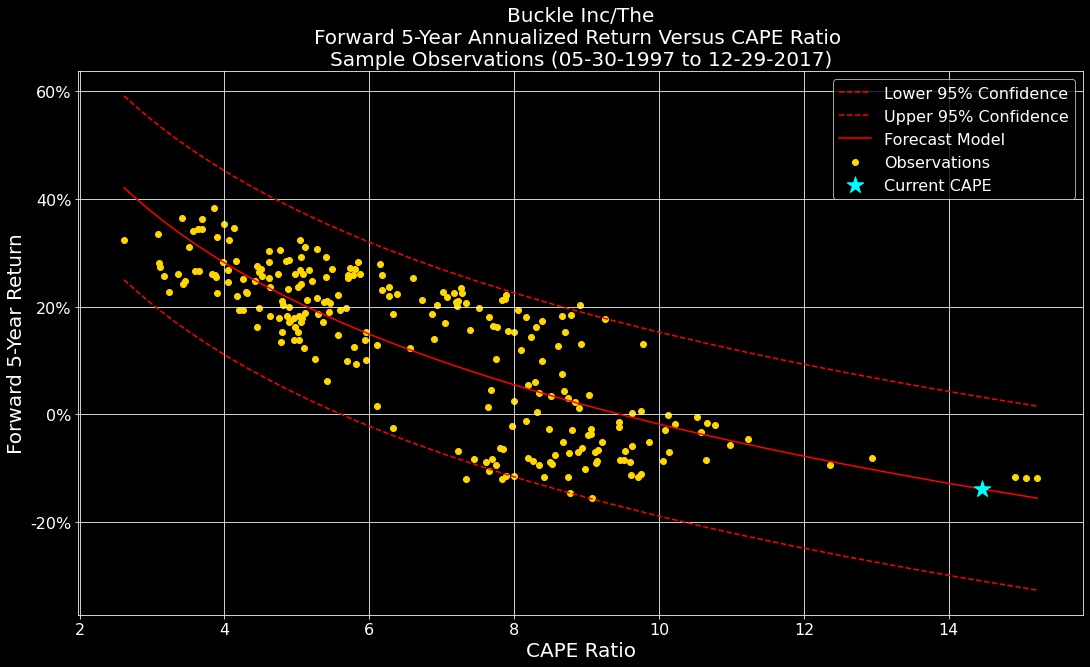 Buckle Inc/The
Forward 5-Year Annualized Return Versus CAPE Ratio
Sample Observations (05-30-1997 to 12-29-2017)
Lower 95% Confidence
Upper 95% Confidence
Forecast Model
Observations
Current CAPE
Forward 5-Year Return
60%
40%
20%
0%
-20%
2 4 6 8 10 12 14
CAPE Ratio